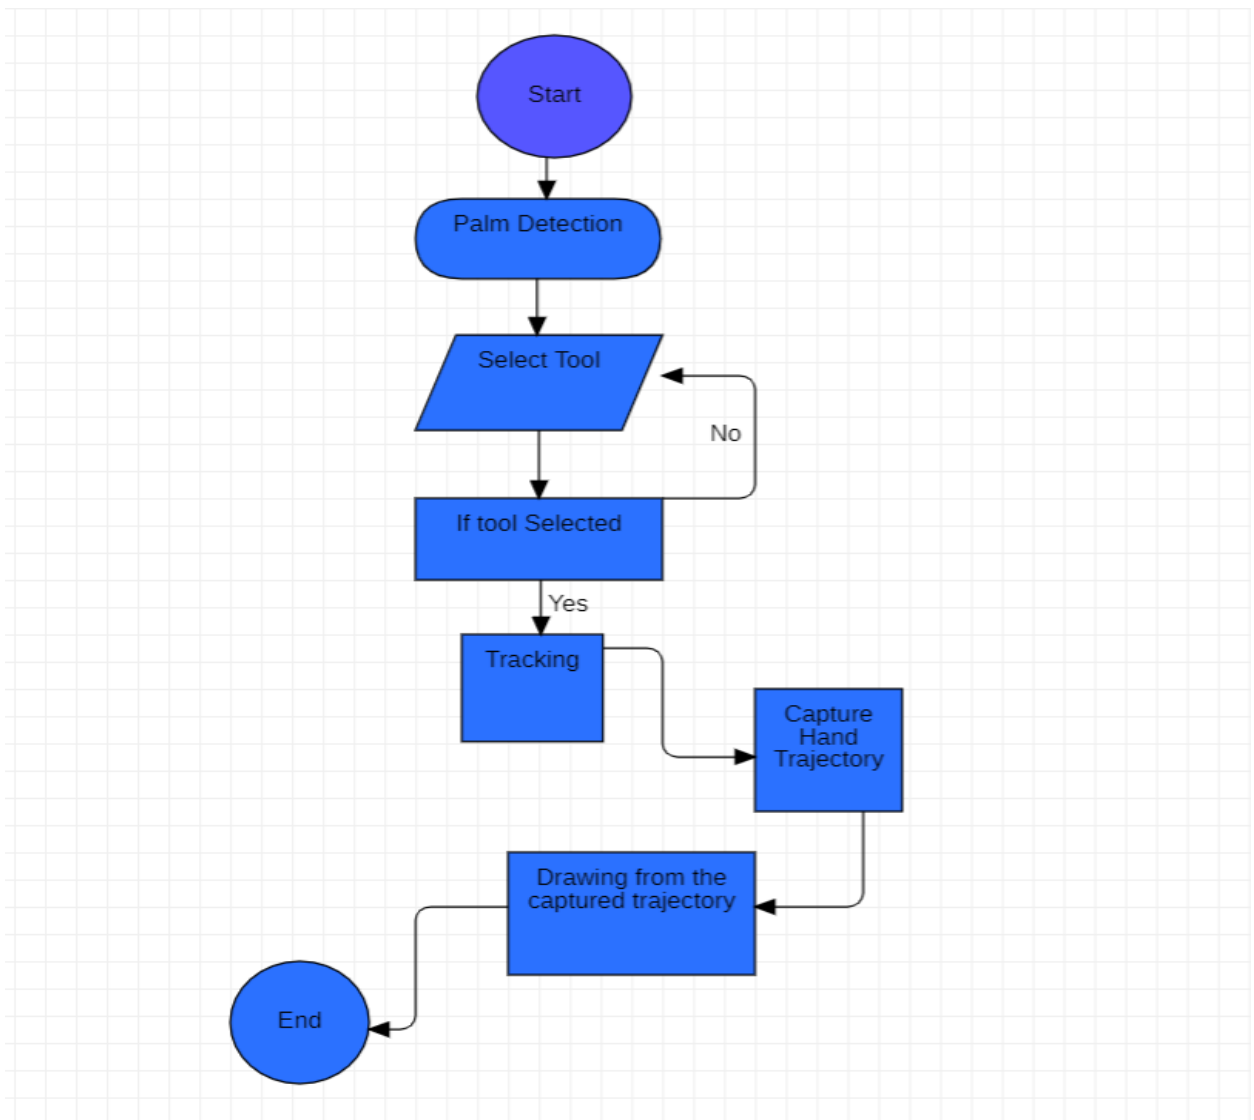 Start
Palm Detection
Select Tool
No
If tool Selected
Yes
Tracking
Capture
Hand
Trajectory
Drawing from the
captured trajectory
End